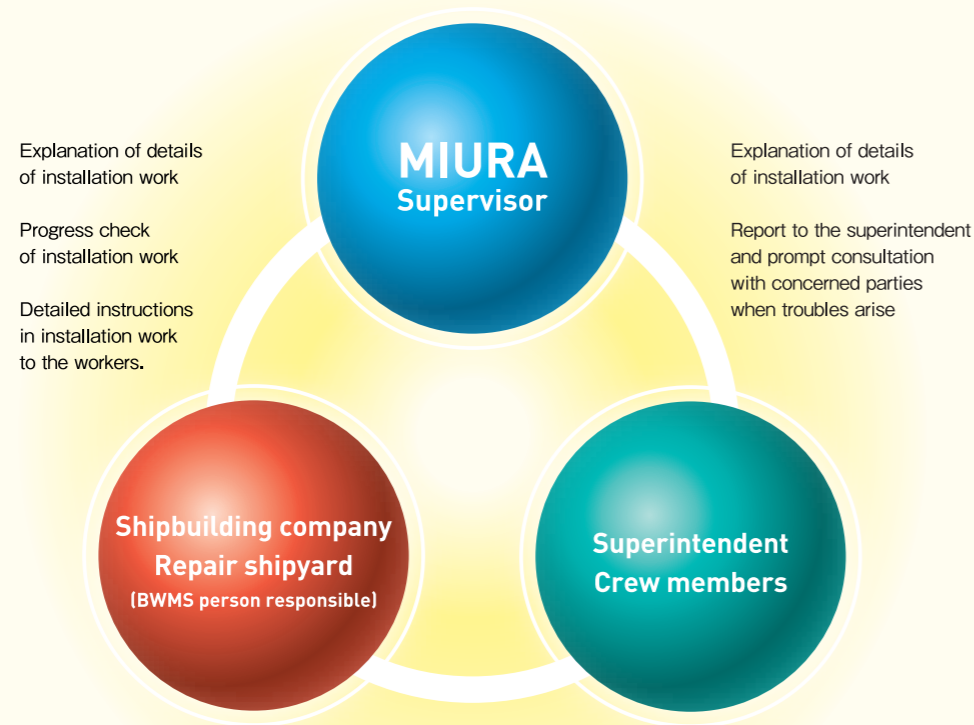 MIURA
Supervisor
Explanation of details
of installation work
Progress check
of installation work
Detailed instructions
in installation work
to the workers.
Explanation of details
of installation work
Report to the superintendent
and prompt consultation
with concerned parties
when troubles arise
Shipbuilding company
Repair shipyard
(BWMS person responsible)
Superintendent
Crew members